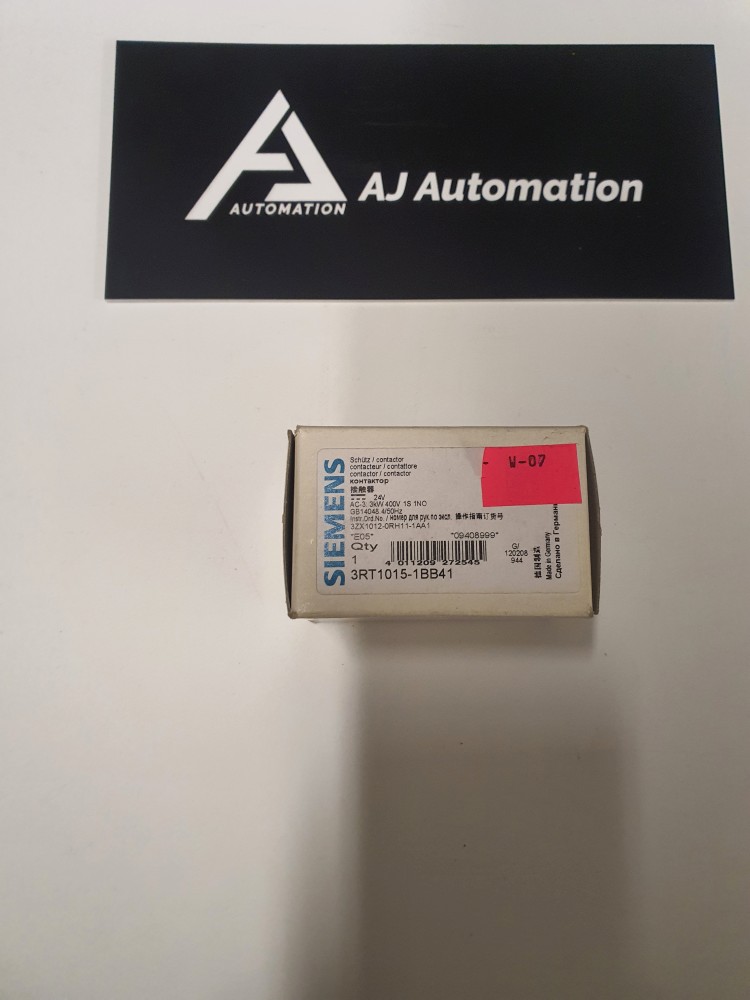 AUTOMATION
AJ Automation
SIEMENS
Schütz / contactor
contacteur / contattore
contactor / contactor
контактор
接触器
24V
AC-3: 3kW 400V 1S 1NO
GB14048.4/50Hz
Instr.Ord.No. / номер для рук.по экспл. 操作指南订货号
3ZX1012-0RH11-1AA1
"E05" "09408999"
Qty
1
4 011209 272545
3RT1015-1BB41
G/
120208
944
德国制造
Made in Germany
Сделано в Германи
W-07